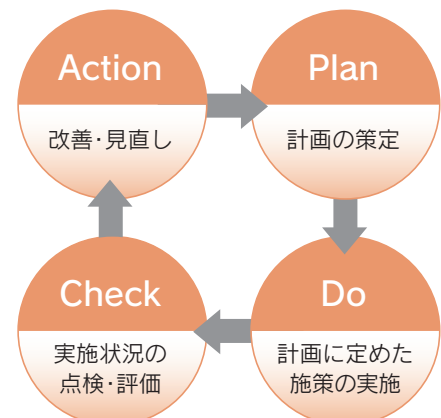 Action
改善・見直し
Plan
計画の策定
Check
実施状況の
点検・評価
Do
計画に定めた
施策の実施